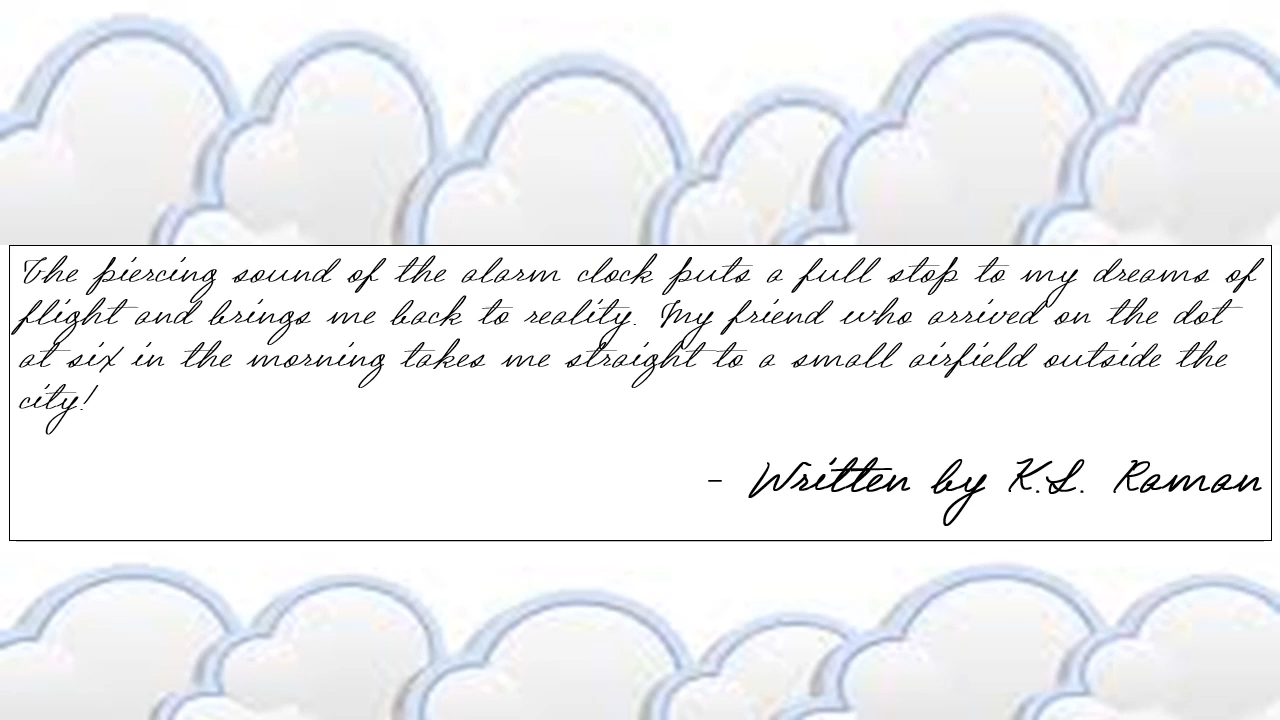 The piercing sound of the alarm clock puts a full stop to my dreams of
flight and brings me back to reality. My friend who arrived on the dot
at six in the morning takes me straight to a small airfield outside the
city!
- Written by K.S. Raman